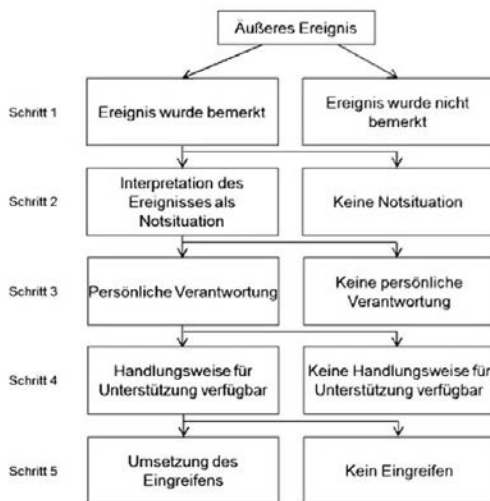 Äußeres Ereignis
Schritt 1
Ereignis wurde bemerkt
Ereignis wurde nicht
bemerkt
Schritt 2
Interpretation des
Ereignisses als
Notsituation
Keine Notsituation
Schritt 3
Persönliche Verantwortung
Keine persönliche
Verantwortung
Schritt 4
Handlungsweise für
Unterstützung verfügbar
Keine Handlungsweise für
Unterstützung verfügbar
Schritt 5
Umsetzung des
Eingreifens
Kein Eingreifen